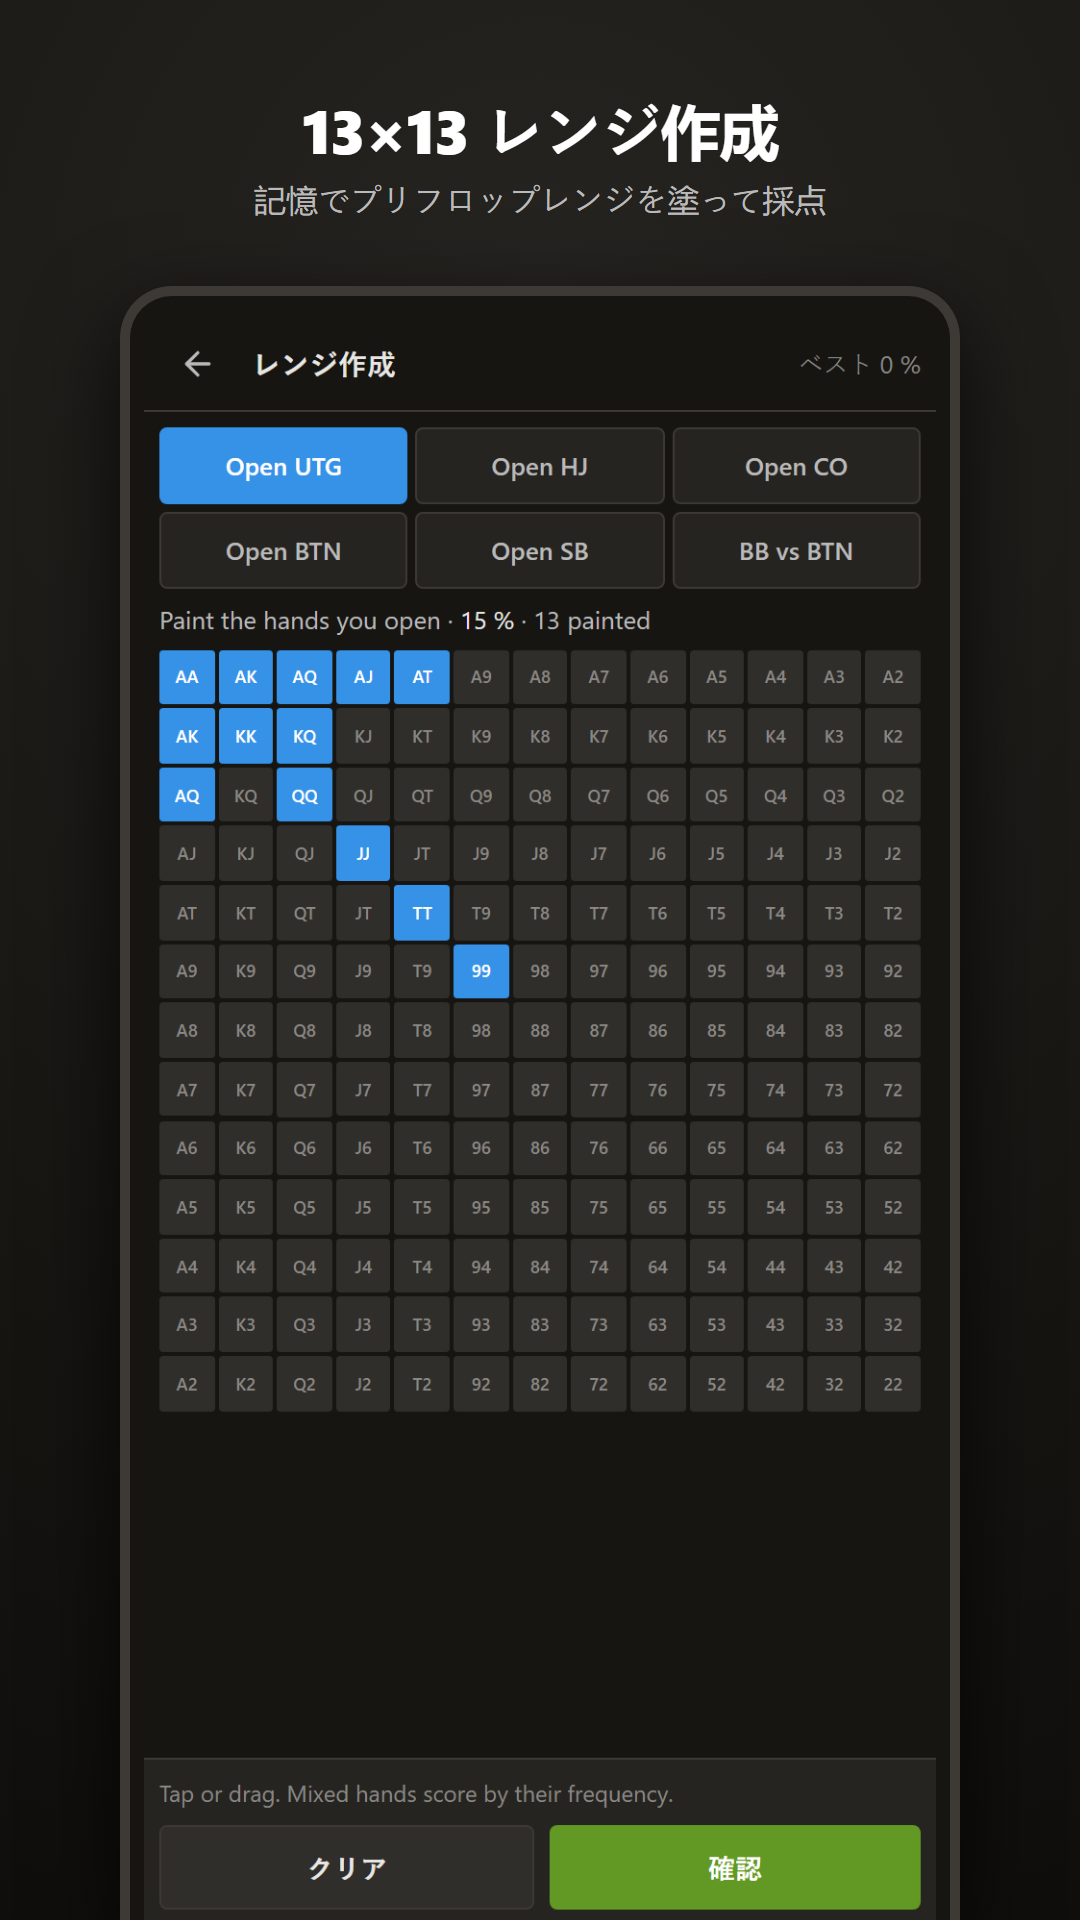 13×13 レンジ作成
記憶でプリフロップレンジを塗って採点
レンジ作成 ベスト 0 %
Open UTG Open HJ Open CO
Open BTN Open SB BB vs BTN
Paint the hands you open · 15 % · 13 painted
AA AK AQ AJ AT A9 A8 A7 A6 A5 A4 A3 A2
AK KK KQ KJ KT K9 K8 K7 K6 K5 K4 K3 K2
AQ KQ QQ QJ QT Q9 Q8 Q7 Q6 Q5 Q4 Q3 Q2
AJ KJ QJ JJ JT J9 J8 J7 J6 J5 J4 J3 J2
AT KT QT JT TT T9 T8 T7 T6 T5 T4 T3 T2
A9 K9 Q9 J9 T9 99 98 97 96 95 94 93 92
A8 K8 Q8 J8 T8 98 88 87 86 85 84 83 82
A7 K7 Q7 J7 T7 97 87 77 76 75 74 73 72
A6 K6 Q6 J6 T6 96 86 76 66 65 64 63 62
A5 K5 Q5 J5 T5 95 85 75 65 55 54 53 52
A4 K4 Q4 J4 T4 94 84 74 64 54 44 43 42
A3 K3 Q3 J3 T3 93 83 73 63 53 43 33 32
A2 K2 Q2 J2 T2 92 82 72 62 52 42 32 22
Tap or drag. Mixed hands score by their frequency.
クリア 確認